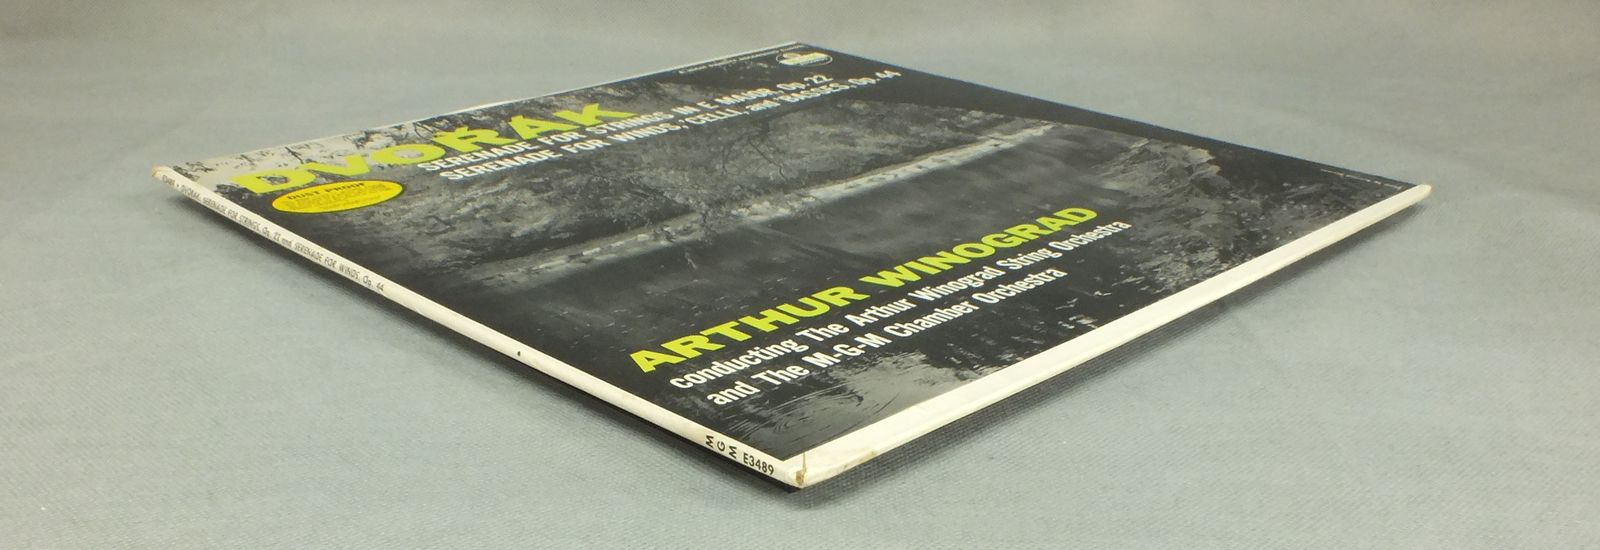 DVORÁK
SERENADE FOR STRINGS IN E MAJOR, Op. 22
SERENADE FOR WINDS, 'CELLI, and BASSES, Op. 44
DUST PROOF
ARTHUR WINOGRAD
conducting The Arthur Winograd String Orchestra
and The M-G-M Chamber Orchestra
DVORAK: SERENADE FOR STRINGS, Op. 22 and SERENADE FOR WINDS, Op. 44
MGM E3489